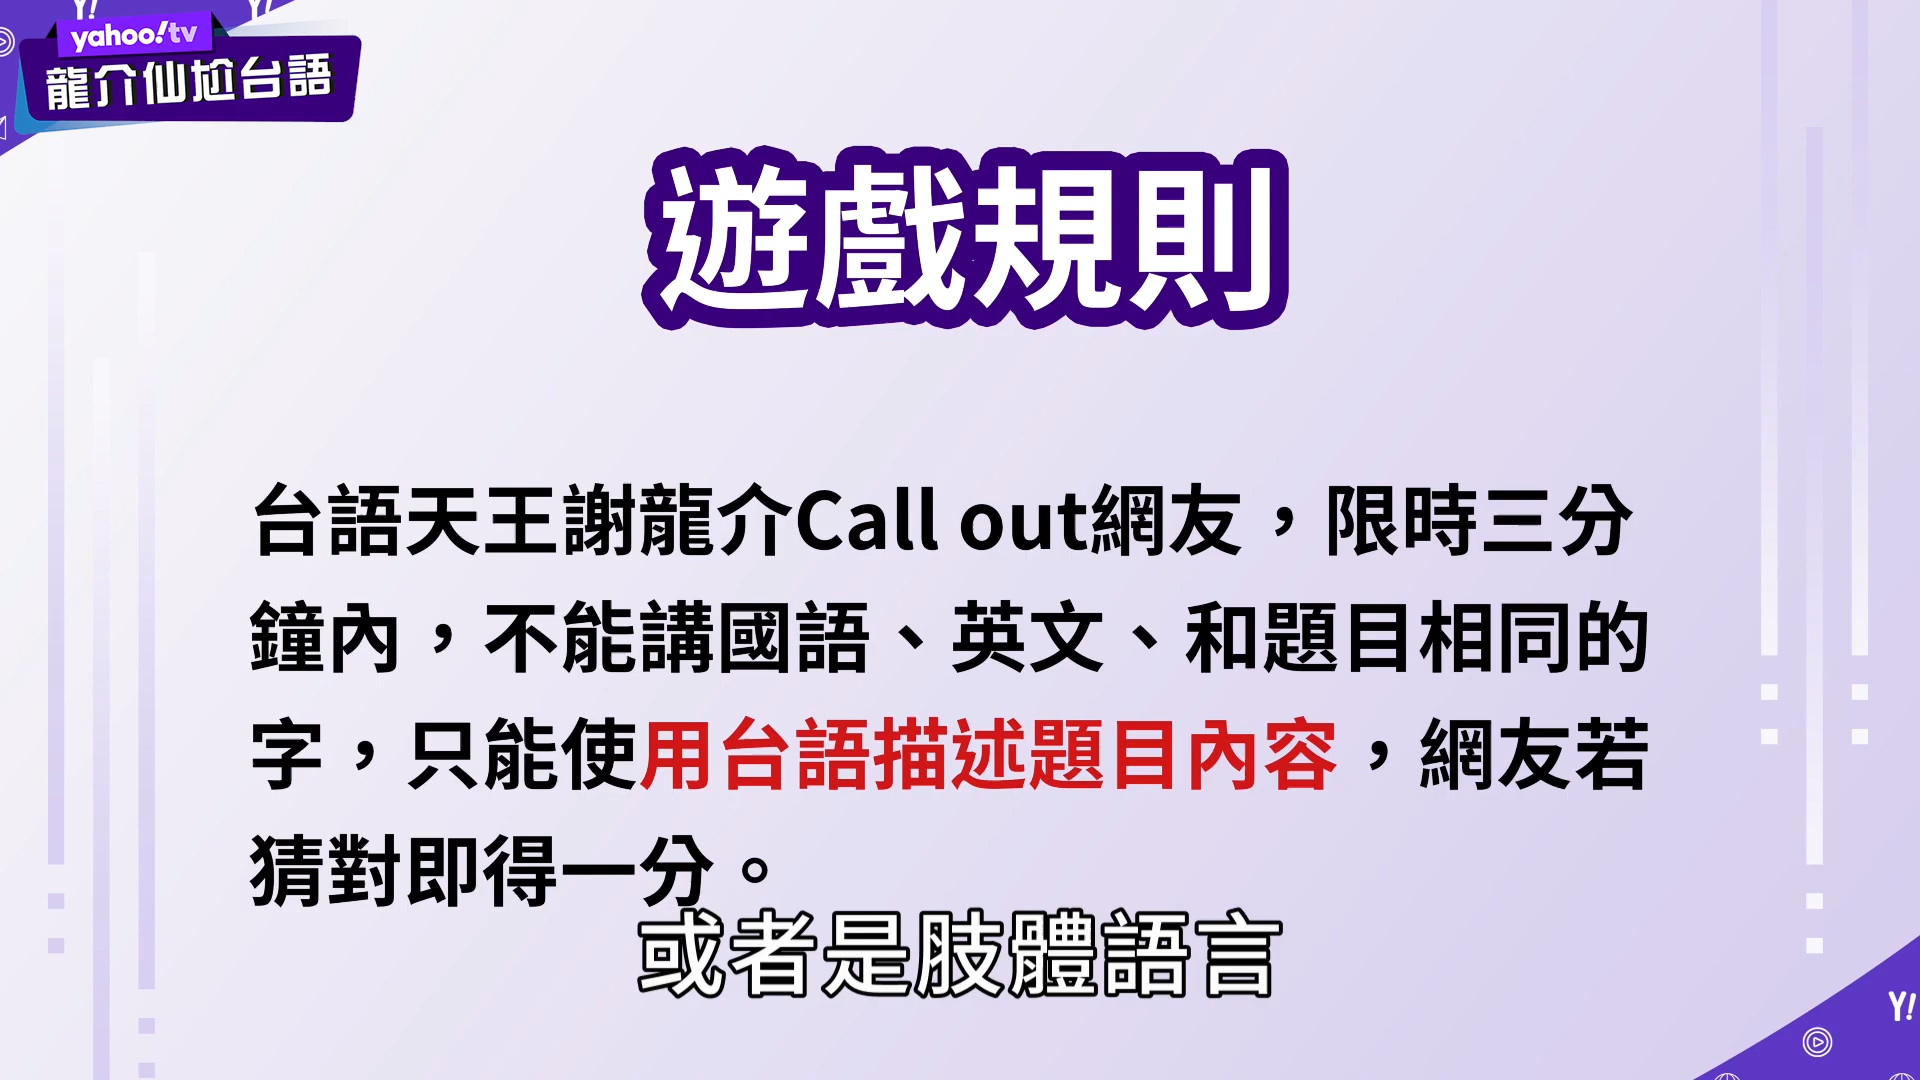 yahoo!tv
龍介仙尬台語
遊戲規則
台語天王謝龍介Call out網友，限時三分
鐘內，不能講國語、英文、和題目相同的
字，只能使用台語描述題目內容，網友若
猜對即得一分。
或者是肢體語言
Y!